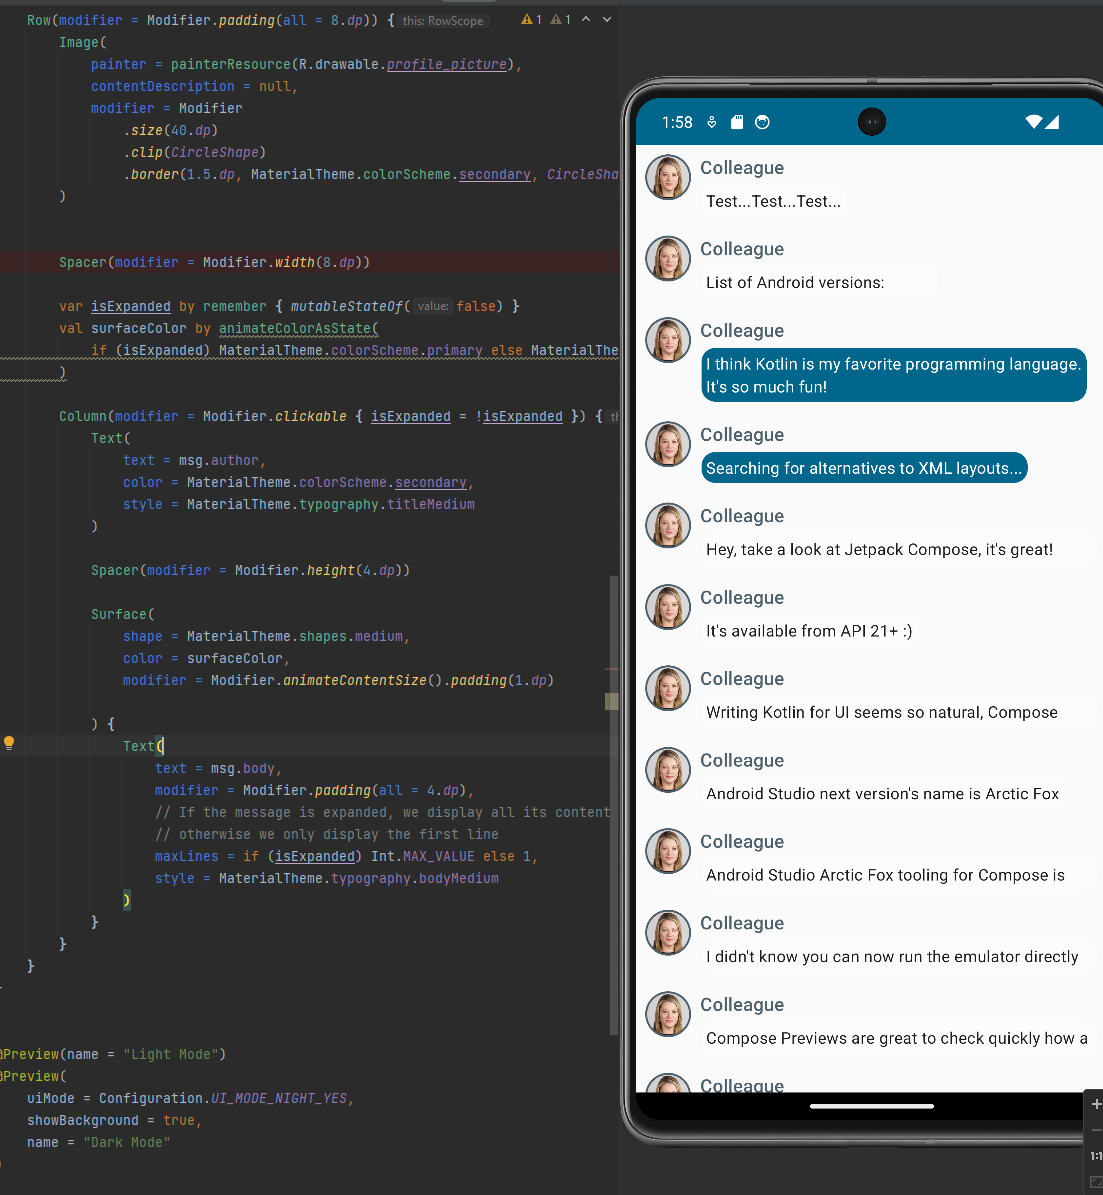 Row(modifier = Modifier.padding(all = 8.dp)) { this: RowScope
1 1
Image(
painter = painterResource(R.drawable.profile_picture),
contentDescription = null,
modifier = Modifier
.size(40.dp)
.clip(CircleShape)
.border(1.5.dp, MaterialTheme.colorScheme.secondary, CircleSha
)
Spacer(modifier = Modifier.width(8.dp))
var isExpanded by remember { mutableStateOf( value: false) }
val surfaceColor by animateColorAsState(
if (isExpanded) MaterialTheme.colorScheme.primary else MaterialThe
)
Column(modifier = Modifier.clickable { isExpanded = !isExpanded }) { th
Text(
text = msg.author,
color = MaterialTheme.colorScheme.secondary,
style = MaterialTheme.typography.titleMedium
)
Spacer(modifier = Modifier.height(4.dp))
Surface(
shape = MaterialTheme.shapes.medium,
color = surfaceColor,
modifier = Modifier.animateContentSize().padding(1.dp)
) {
Text(
text = msg.body,
modifier = Modifier.padding(all = 4.dp),
// If the message is expanded, we display all its content
// otherwise we only display the first line
maxLines = if (isExpanded) Int.MAX_VALUE else 1,
style = MaterialTheme.typography.bodyMedium
)
}
}
}
@Preview(name = "Light Mode")
@Preview(
uiMode = Configuration.UI_MODE_NIGHT_YES,
showBackground = true,
name = "Dark Mode"
)
1:58
Colleague
Test...Test...Test...
Colleague
List of Android versions:
Colleague
I think Kotlin is my favorite programming language.
It's so much fun!
Colleague
Searching for alternatives to XML layouts...
Colleague
Hey, take a look at Jetpack Compose, it's great!
Colleague
It's available from API 21+ :)
Colleague
Writing Kotlin for UI seems so natural, Compose
Colleague
Android Studio next version's name is Arctic Fox
Colleague
Android Studio Arctic Fox tooling for Compose is
Colleague
I didn't know you can now run the emulator directly
Colleague
Compose Previews are great to check quickly how a
Colleague
+
−
1:1